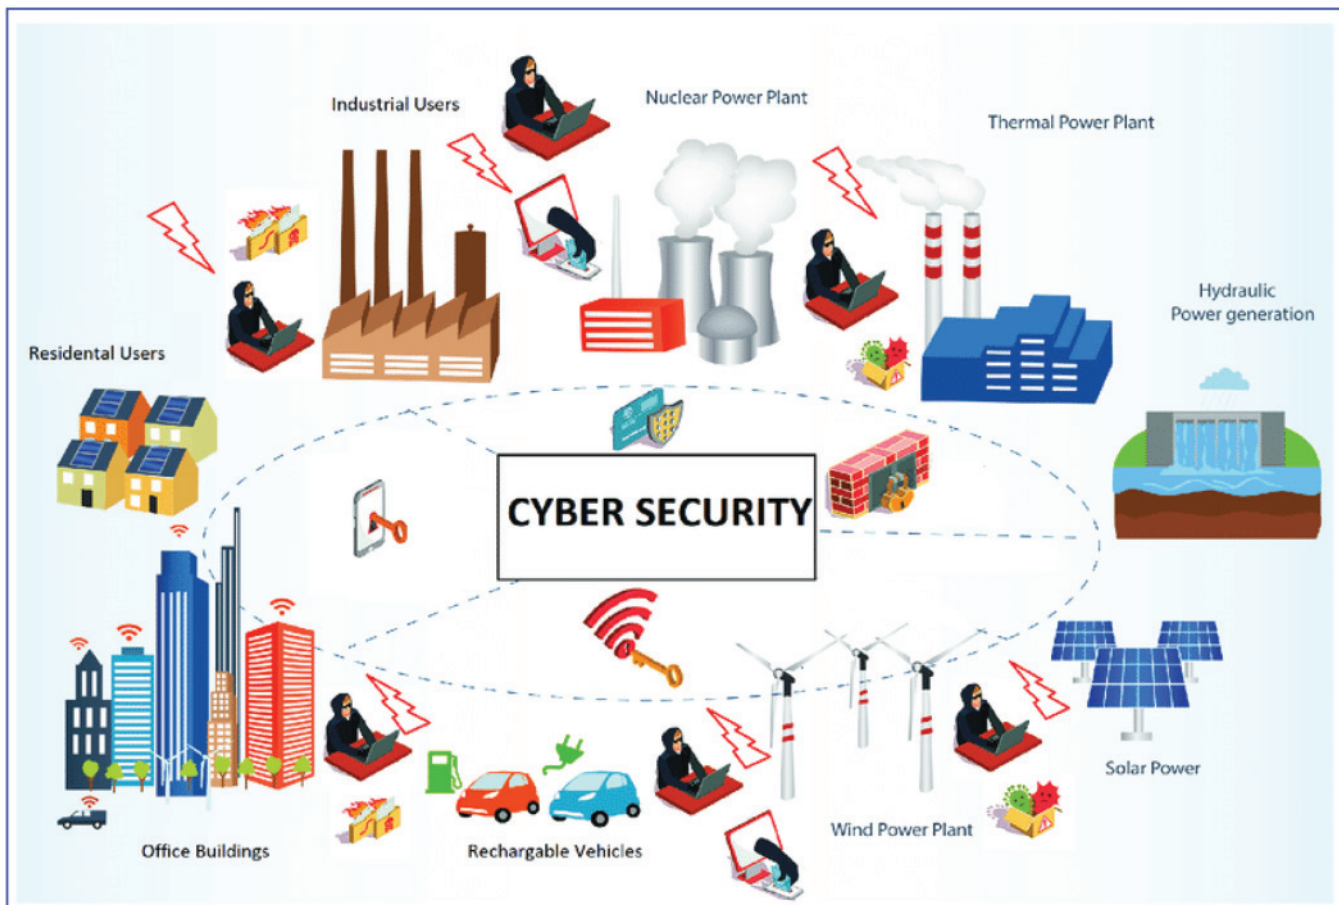 Industrial Users
Nuclear Power Plant
Thermal Power Plant
Hydraulic
Power generation
Residental Users
CYBER SECURITY
Solar Power
Wind Power Plant
Office Buildings
Rechargable Vehicles